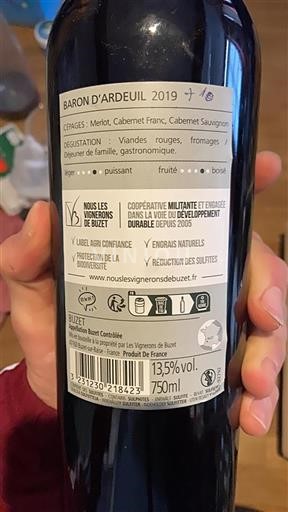 BARON D'ARDEUIL 2019 + 10
CÉPAGES : Merlot, Cabernet Franc, Cabernet Sauvignon
DÉGUSTATION : Viandes rouges, fromages /
Déjeuner de famille, gastronomique.
léger puissant fruité boisé
NOUS LES
VIGNERONS
DE BUZET
COOPÉRATIVE MILITANTE ET ENGAGÉE
DANS LA VOIE DU DÉVELOPPEMENT
DURABLE DEPUIS 2005
LABEL AGRI CONFIANCE
ENGRAIS NATURELS
PROTECTION DE LA
BIODIVERSITÉ
RÉDUCTION DES SULFITES
www.nouslesvigneronsdebuzet.fr
BUZET
Appellation Buzet Contrôlée
Mis en bouteille à la propriété par Les Vignerons de Buzet
47160 Buzet-sur-Baïse - France Produit De France
3 231230 218423
13,5%vol.
750ml